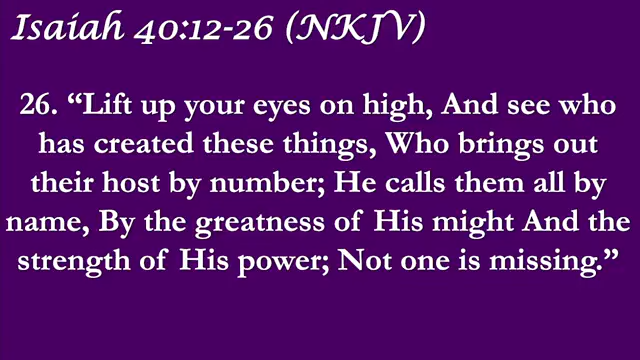 Isaiah 40:12-26 (NKJV)
26. “Lift up your eyes on high, And see who
has created these things, Who brings out
their host by number; He calls them all by
name, By the greatness of His might And the
strength of His power; Not one is missing.”